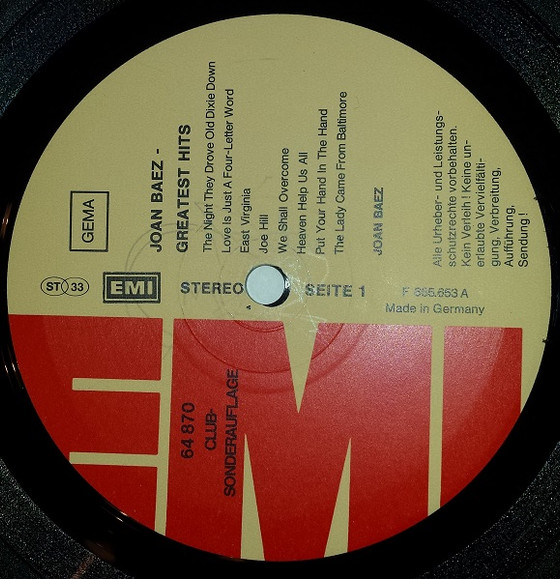 GEMA
JOAN BAEZ -
GREATEST HITS
The Night They Drove Old Dixie Down
Love Is Just A Four-Letter Word
East Virginia
Joe Hill
We Shall Overcome
Heaven Help Us All
Put Your Hand In The Hand
The Lady Came From Baltimore
JOAN BAEZ
Alle Urheber- und Leistungs-
schutzrechte vorbehalten.
Kein Verleih! Keine un-
erlaubte Vervielfälti-
gung, Verbreitung,
Aufführung,
Sendung!
ST 33
EMI
STEREO
SEITE 1
F 395.653 A
Made in Germany
64 870
CLUB-
SONDERAUFLAGE
EMI